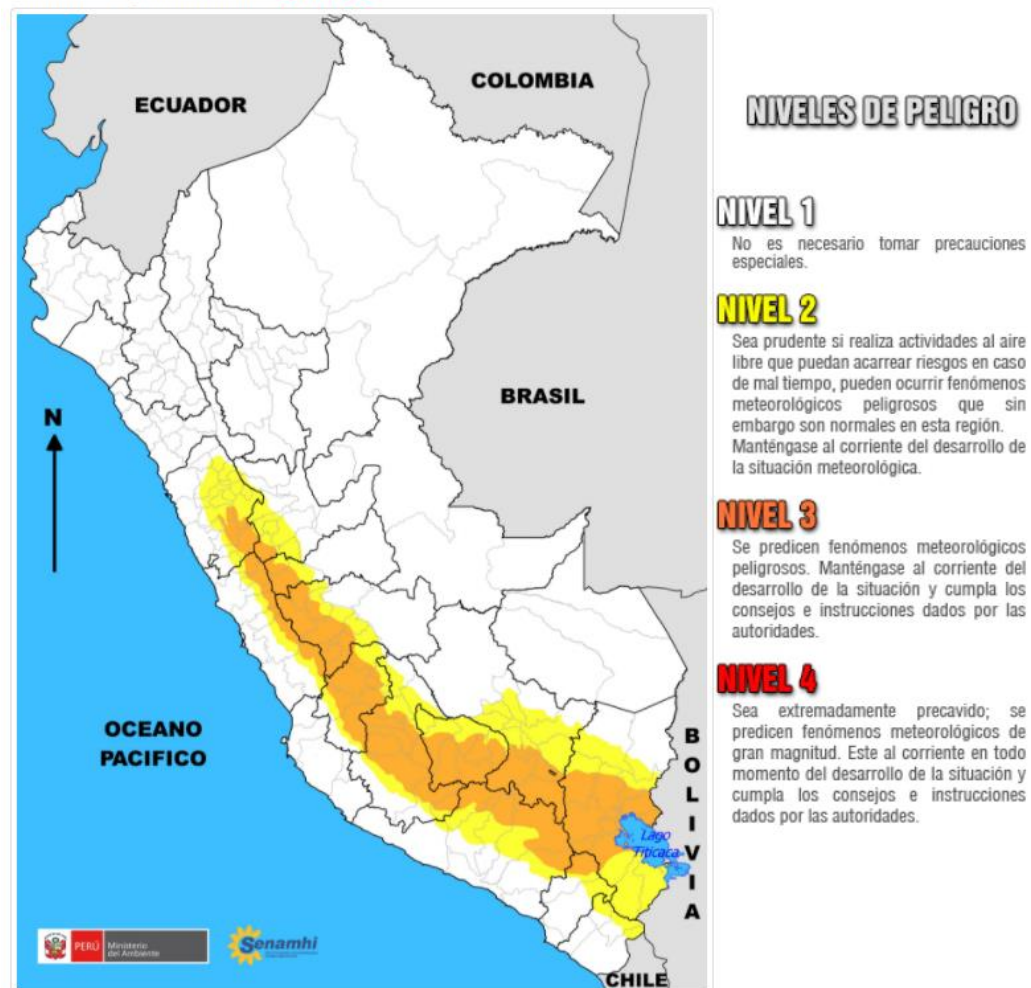 ECUADOR
COLOMBIA
BRASIL
N
OCEANO
PACIFICO
BOLIVIA
Lago
Titicaca
CHILE
PERÚ
Ministerio
del Ambiente
Senamhi
NIVELES DE PELIGRO
NIVEL 1
No es necesario tomar precauciones
especiales.
NIVEL 2
Sea prudente si realiza actividades al aire
libre que puedan acarrear riesgos en caso
de mal tiempo, pueden ocurrir fenómenos
meteorológicos peligrosos que sin
embargo son normales en esta región.
Manténgase al corriente del desarrollo de
la situación meteorológica.
NIVEL 3
Se predicen fenómenos meteorológicos
peligrosos. Manténgase al corriente del
desarrollo de la situación y cumpla los
consejos e instrucciones dados por las
autoridades.
NIVEL 4
Sea extremadamente precavido; se
predicen fenómenos meteorológicos de
gran magnitud. Este al corriente en todo
momento del desarrollo de la situación y
cumpla los consejos e instrucciones
dados por las autoridades.